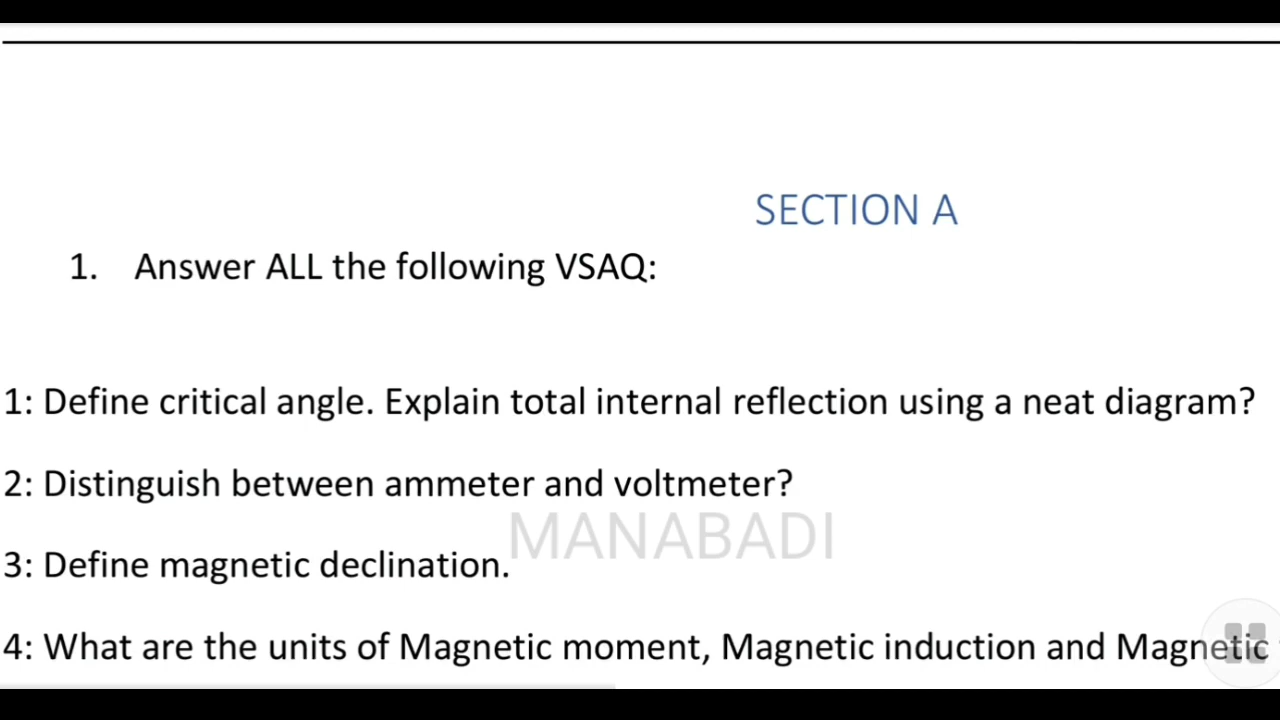 SECTION A
1. Answer ALL the following VSAQ:
1: Define critical angle. Explain total internal reflection using a neat diagram?
2: Distinguish between ammeter and voltmeter?
MANABADI
3: Define magnetic declination.
4: What are the units of Magnetic moment, Magnetic induction and Magnetic